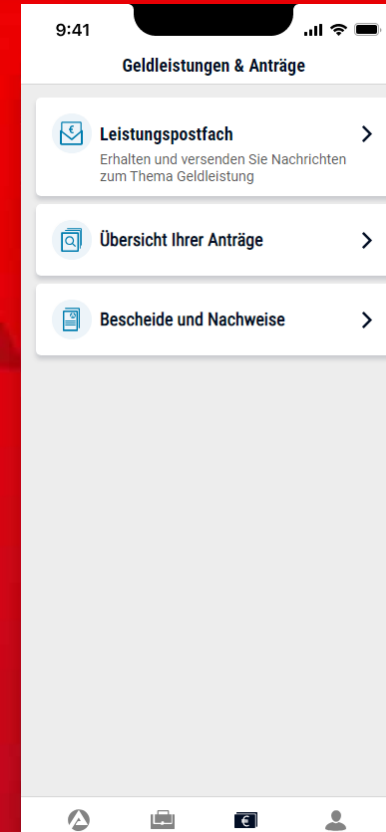 9:41
Geldleistungen & Anträge
Leistungspostfach
Erhalten und versenden Sie Nachrichten
zum Thema Geldleistung
Übersicht Ihrer Anträge
Bescheide und Nachweise